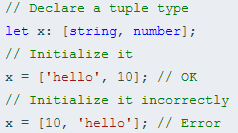 // Declare a tuple type
let x: [string, number];
// Initialize it
x = ['hello', 10]; // OK
// Initialize it incorrectly
x = [10, 'hello']; // Error